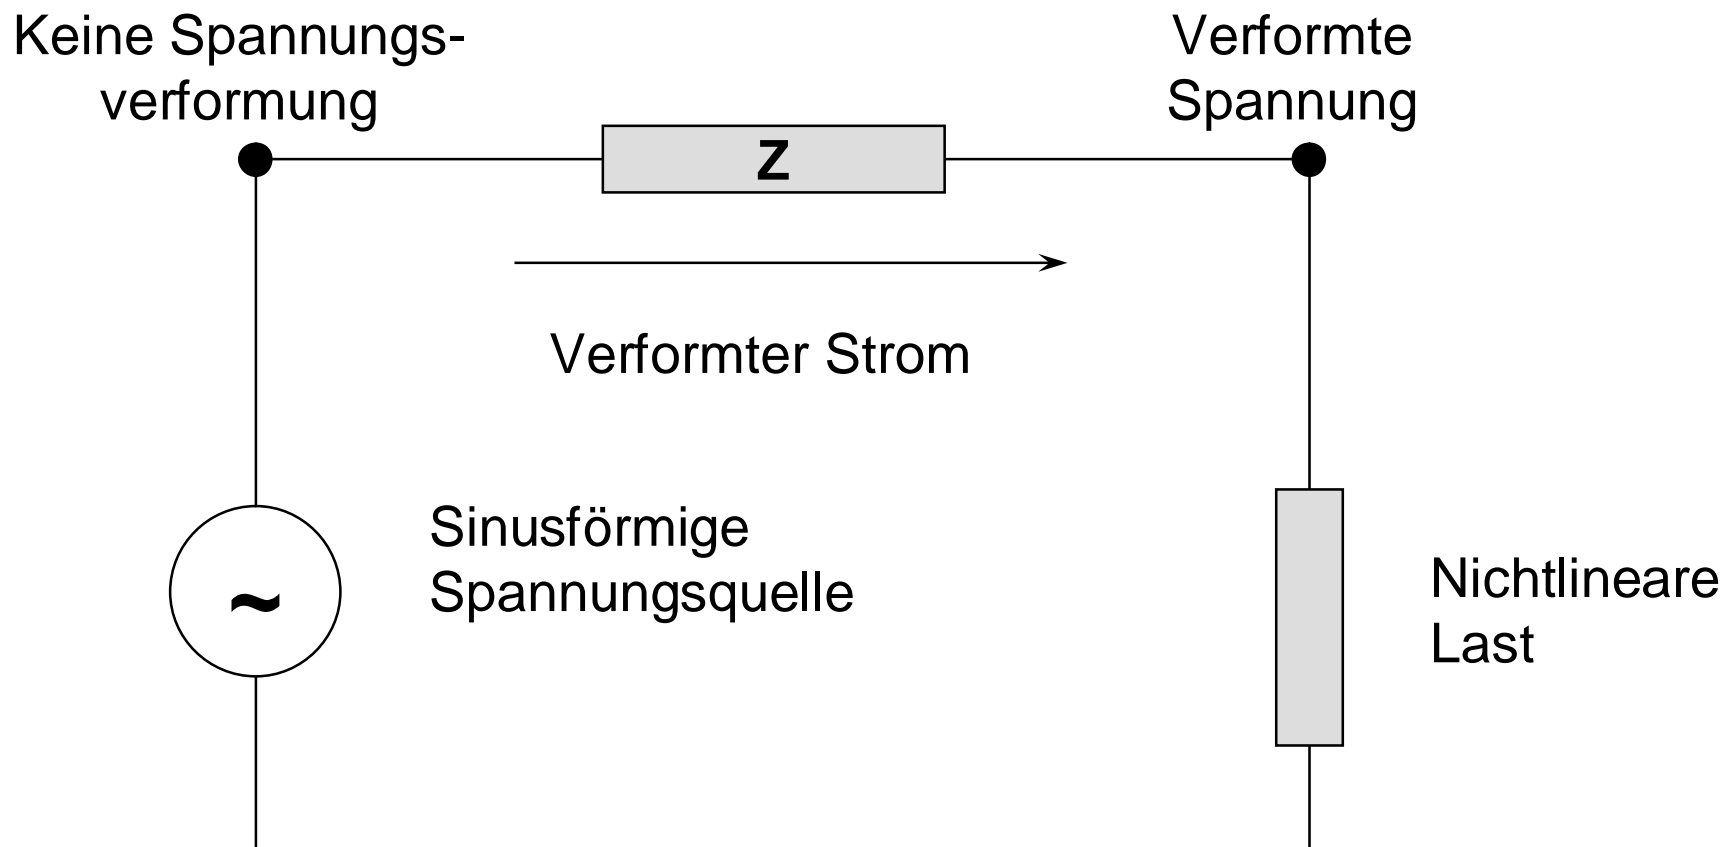 Keine Spannungs-
verformung
Verformte
Spannung
Z
Verformter Strom
Sinusförmige
Spannungsquelle
~
Nichtlineare
Last